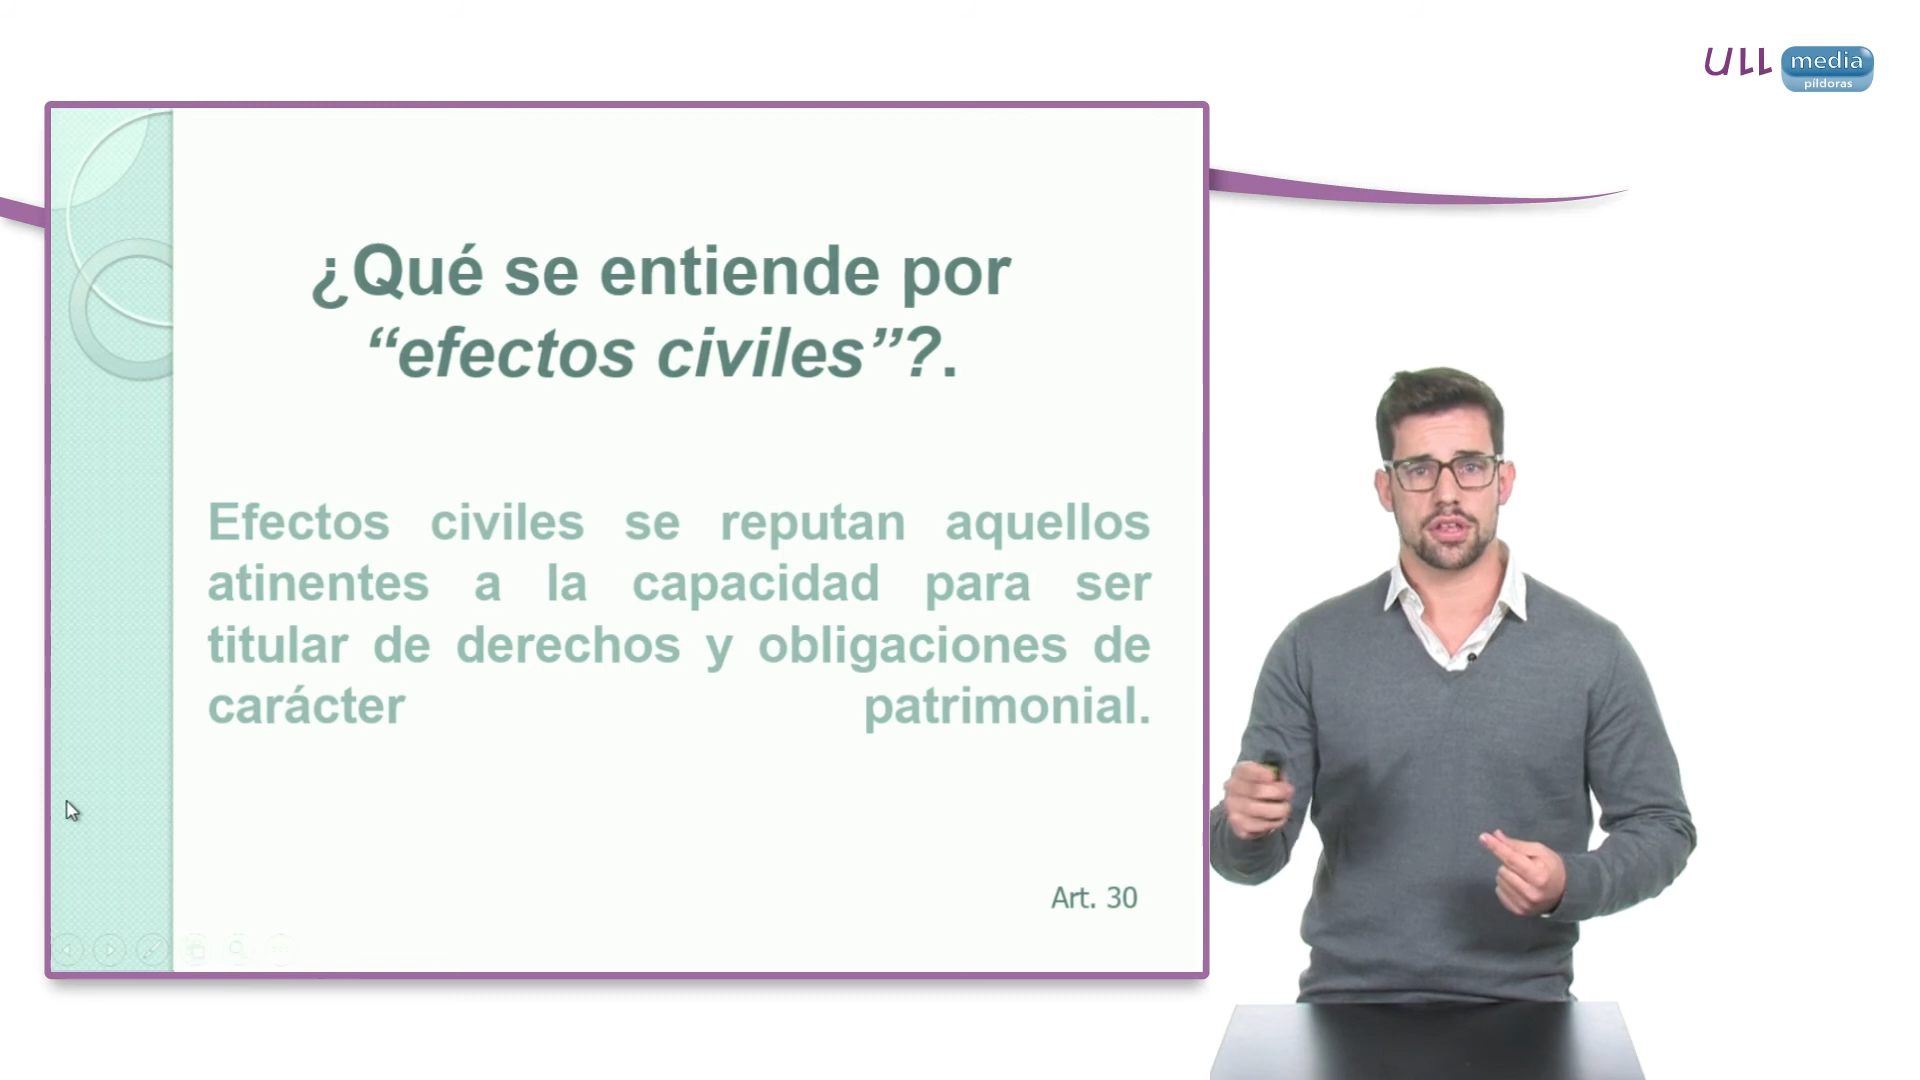 ULL media
píldoras
¿Qué se entiende por
“efectos civiles”?.
Efectos civiles se reputan aquellos
atinentes a la capacidad para ser
titular de derechos y obligaciones de
carácter patrimonial.
Art. 30